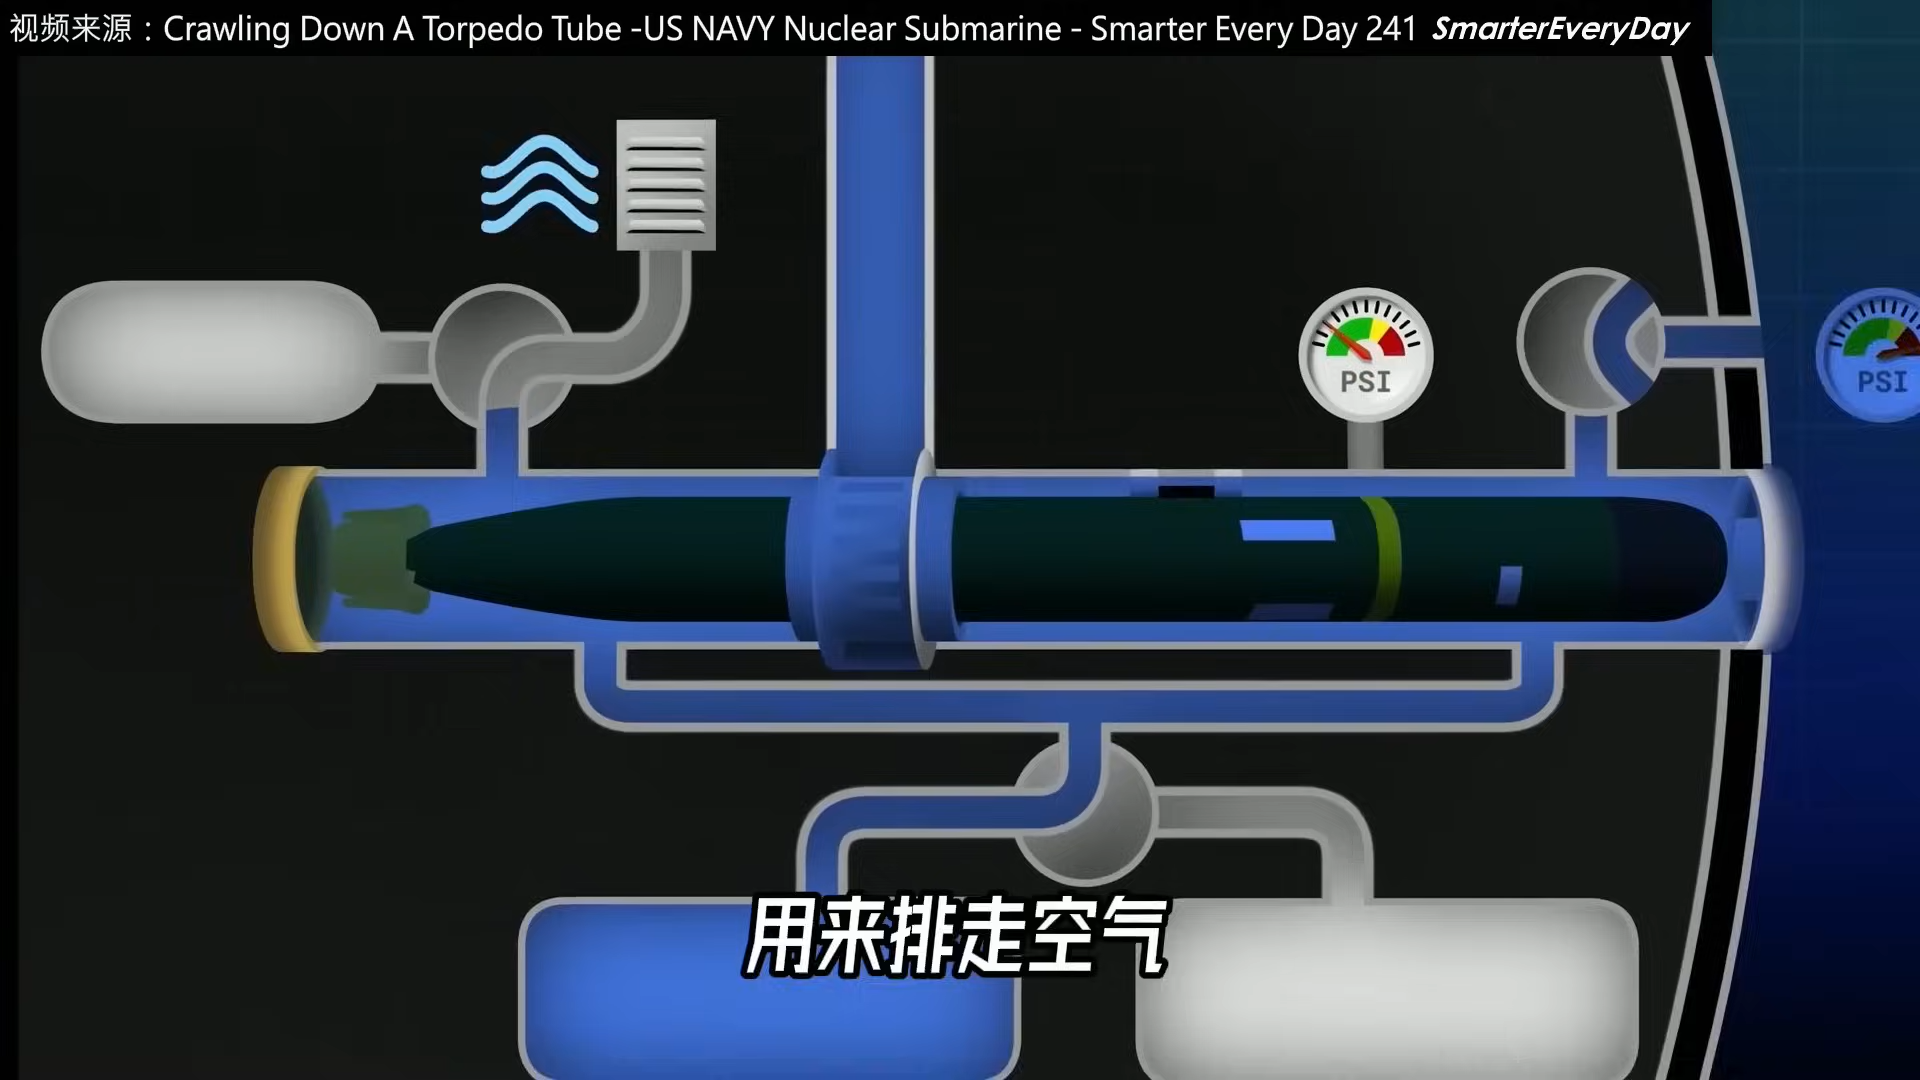 视频来源：Crawling Down A Torpedo Tube -US NAVY Nuclear Submarine - Smarter Every Day 241 SmarterEveryDay
PSI
PSI
用来排走空气